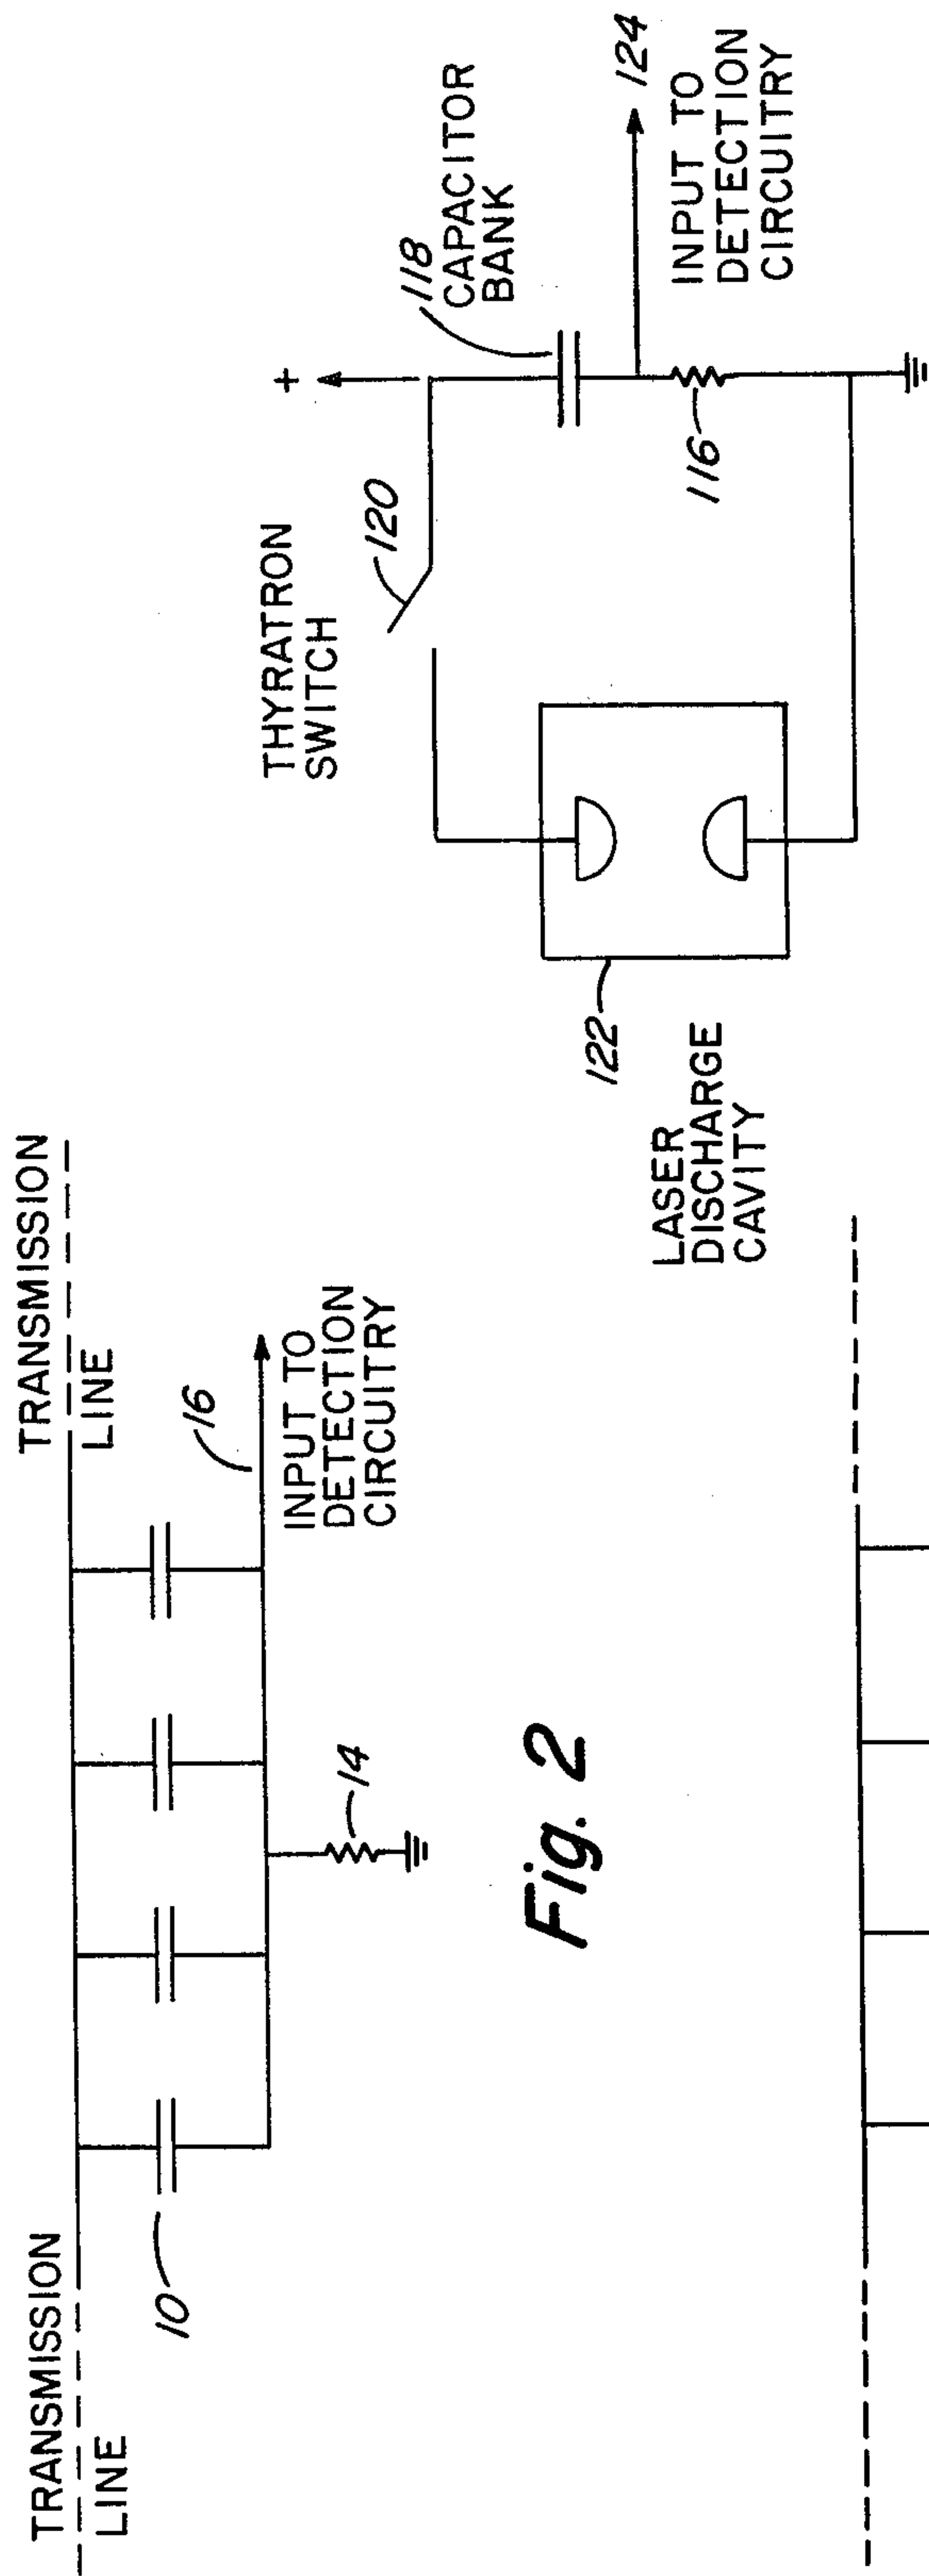 TRANSMISSION
LINE
TRANSMISSION
LINE
10
14
16
INPUT TO
DETECTION
CIRCUITRY
Fig. 2
THYRATRON
SWITCH
120
+
118
CAPACITOR
BANK
124
INPUT TO
DETECTION
CIRCUITRY
116
122
LASER
DISCHARGE
CAVITY